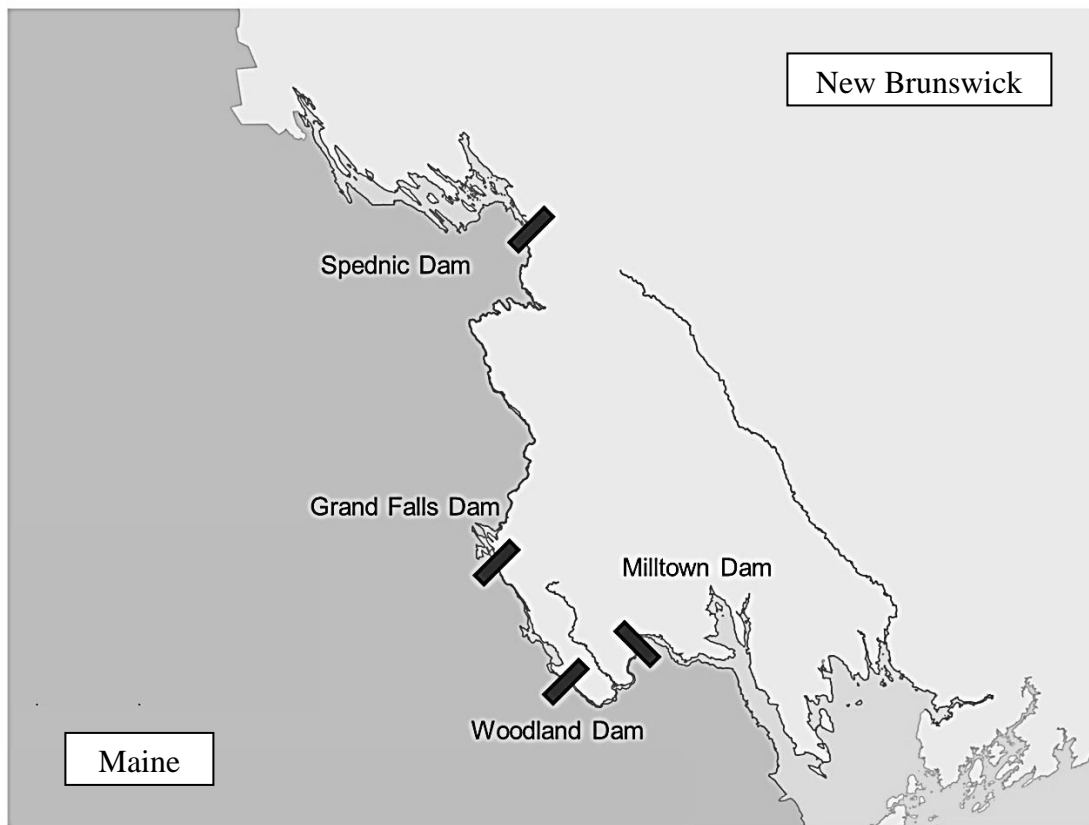 New Brunswick
Spednic Dam
Grand Falls Dam
Milltown Dam
Woodland Dam
Maine